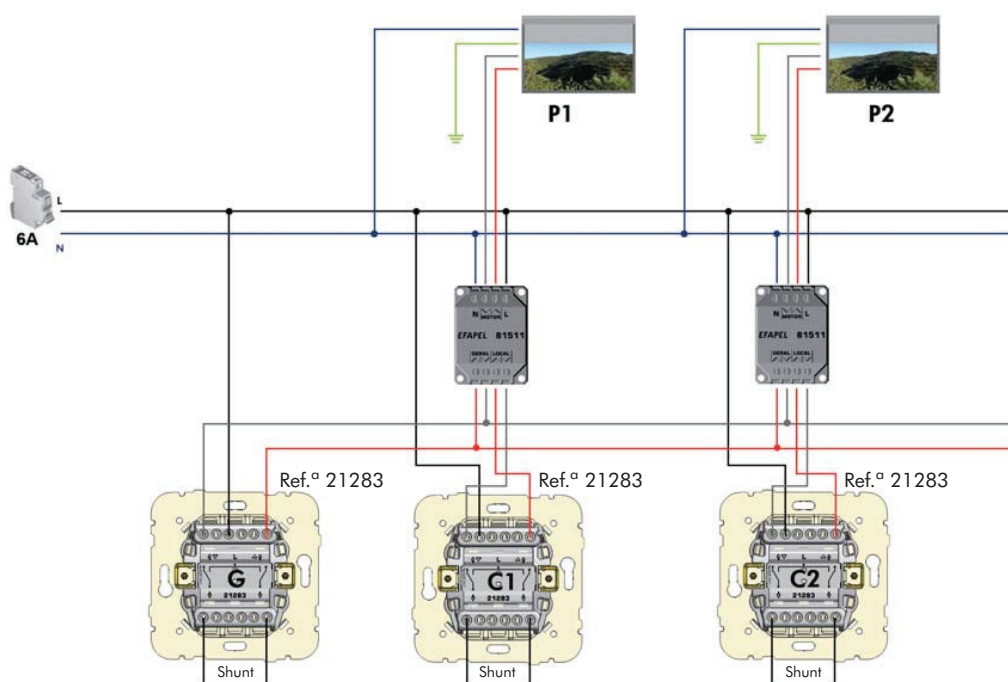 P1
P2
L
6A
N
N MOTOR L
EFAPEL 81511
GERAL LOCAL
N MOTOR L
EFAPEL 81511
GERAL LOCAL
Ref.ª 21283
Ref.ª 21283
Ref.ª 21283
L
G
21283
L
C1
21283
L
C2
21283
Shunt
Shunt
Shunt